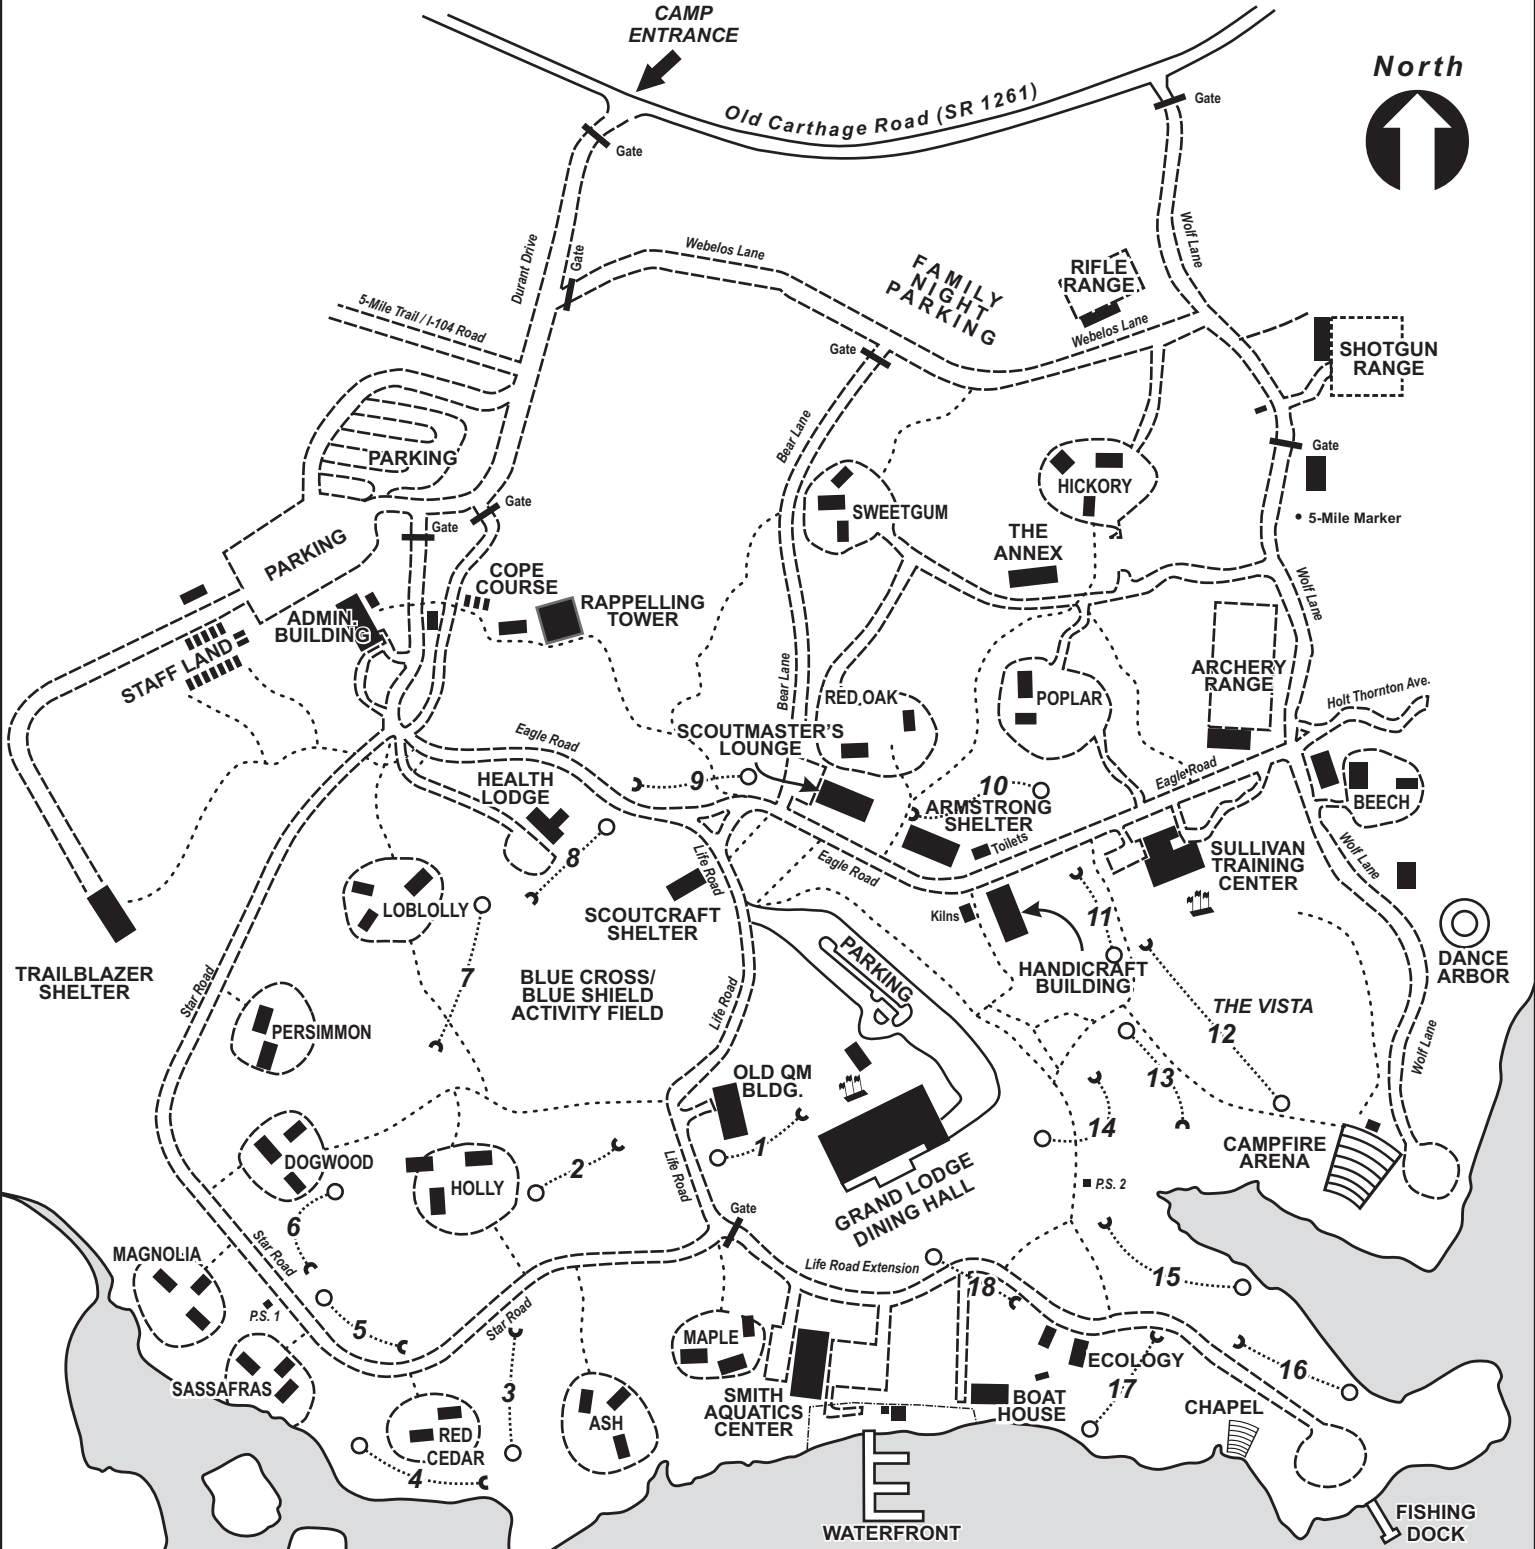 CAMP
ENTRANCE
North
Old Carthage Road (SR 1261)
Gate
Gate
Durant Drive
Gate
Webelos Lane
Wolf Lane
FAMILY
NIGHT
PARKING
RIFLE
RANGE
5-Mile Trail / I-104 Road
Webelos Lane
Gate
SHOTGUN
RANGE
Bear Lane
PARKING
Gate
HICKORY
Gate
Gate
SWEETGUM
5-Mile Marker
THE
ANNEX
PARKING
COPE
COURSE
RAPPELLING
TOWER
Wolf Lane
ADMIN.
BUILDING
STAFF LAND
Bear Lane
RED OAK
POPLAR
ARCHERY
RANGE
Holt Thornton Ave.
Eagle Road
SCOUTMASTER'S
LOUNGE
HEALTH
LODGE
9
10
ARMSTRONG
SHELTER
Toilets
Eagle Road
BEECH
8
Life Road
Eagle Road
SULLIVAN
TRAINING
CENTER
Wolf Lane
LOBLOLLY
SCOUTCRAFT
SHELTER
Kilns
11
TRAILBLAZER
SHELTER
Star Road
7
BLUE CROSS/
BLUE SHIELD
ACTIVITY FIELD
PARKING
HANDICRAFT
BUILDING
DANCE
ARBOR
Life Road
THE VISTA
12
PERSIMMON
Wolf Lane
OLD QM
BLDG.
13
1
14
CAMPFIRE
ARENA
DOGWOOD
2
HOLLY
Life Road
P.S. 2
GRAND LODGE
DINING HALL
6
Gate
MAGNOLIA
Star Road
Life Road Extension
15
18
P.S. 1
5
Star Road
MAPLE
ECOLOGY
16
SASSAFRAS
3
17
SMITH
AQUATICS
CENTER
BOAT
HOUSE
CHAPEL
ASH
RED
CEDAR
4
WATERFRONT
FISHING
DOCK